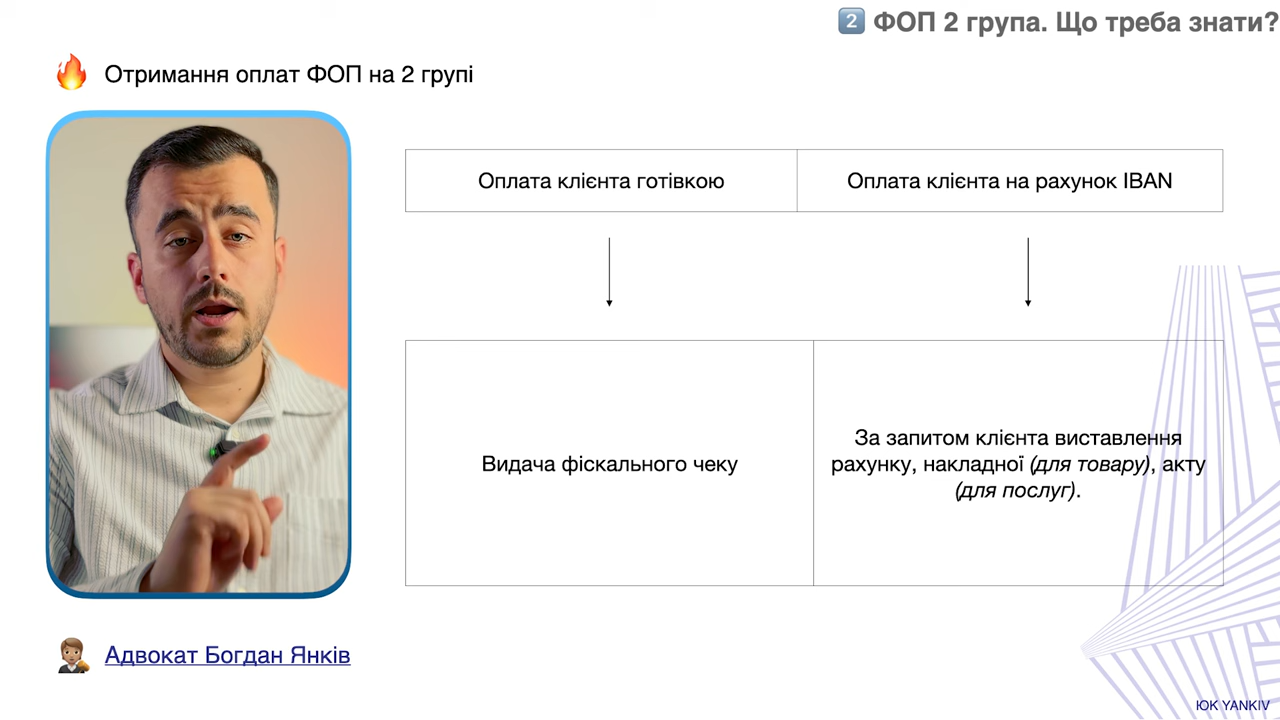 2 ФОП 2 група. Що треба знати?
Отримання оплат ФОП на 2 групі
Оплата клієнта готівкою
Оплата клієнта на рахунок IBAN
Видача фіскального чеку
За запитом клієнта виставлення
рахунку, накладної (для товару), акту
(для послуг).
Адвокат Богдан Янків
ЮК YANKIV